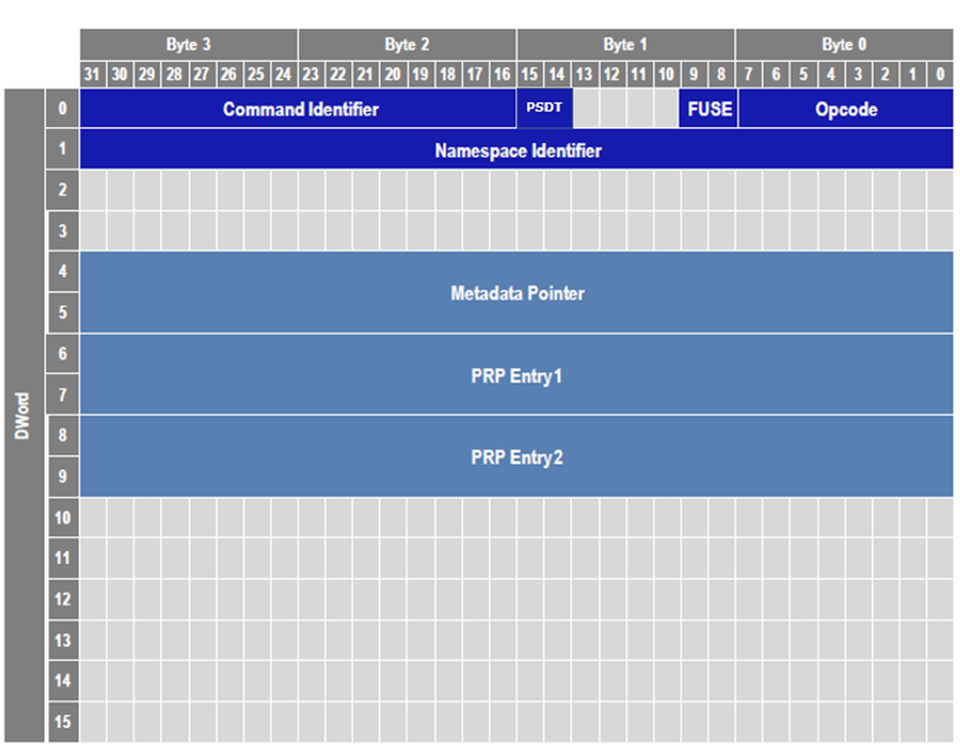 Byte 3 Byte 2 Byte 1 Byte 0
31 30 29 28 27 26 25 24 23 22 21 20 19 18 17 16 15 14 13 12 11 10 9 8 7 6 5 4 3 2 1 0
0 Command Identifier PSDT FUSE Opcode
1 Namespace Identifier
2
3
4
Metadata Pointer
5
6
PRP Entry1
7
DWord
8
PRP Entry2
9
10
11
12
13
14
15